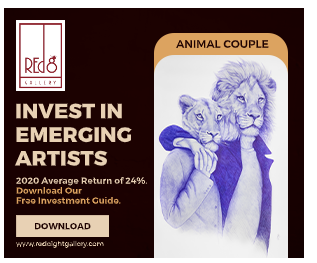 REd8
GALLERY
ANIMAL COUPLE
INVEST IN
EMERGING
ARTISTS
2020 Average Return of 24%.
Download Our
Free Investment Guide.
DOWNLOAD
www.redeightgallery.com